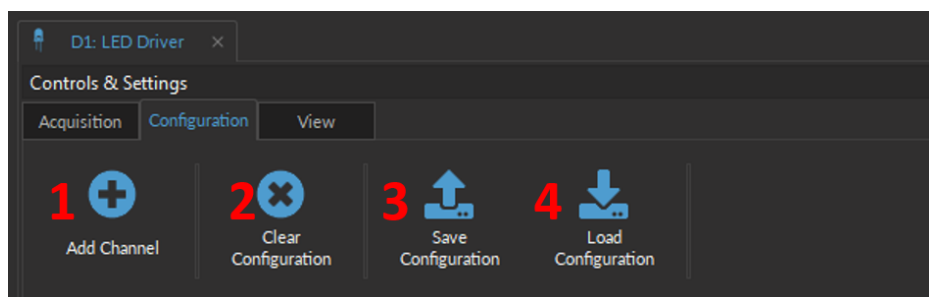 D1: LED Driver ×
Controls & Settings
Acquisition Configuration View
1 2 3 4
Add Channel
Clear
Configuration
Save
Configuration
Load
Configuration